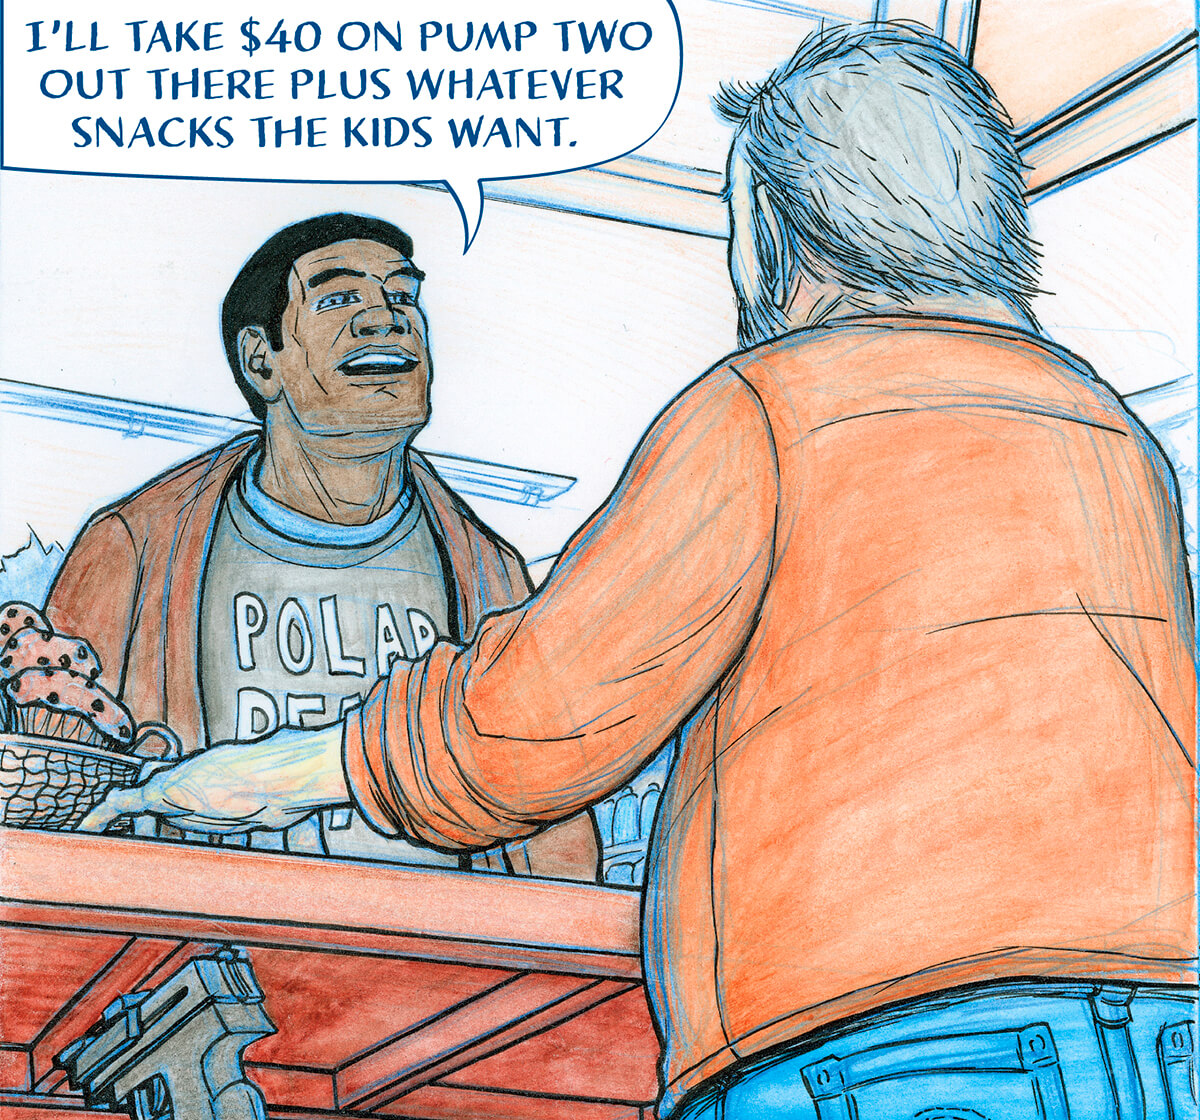 I'LL TAKE $40 ON PUMP TWO
OUT THERE PLUS WHATEVER
SNACKS THE KIDS WANT.
POLAR